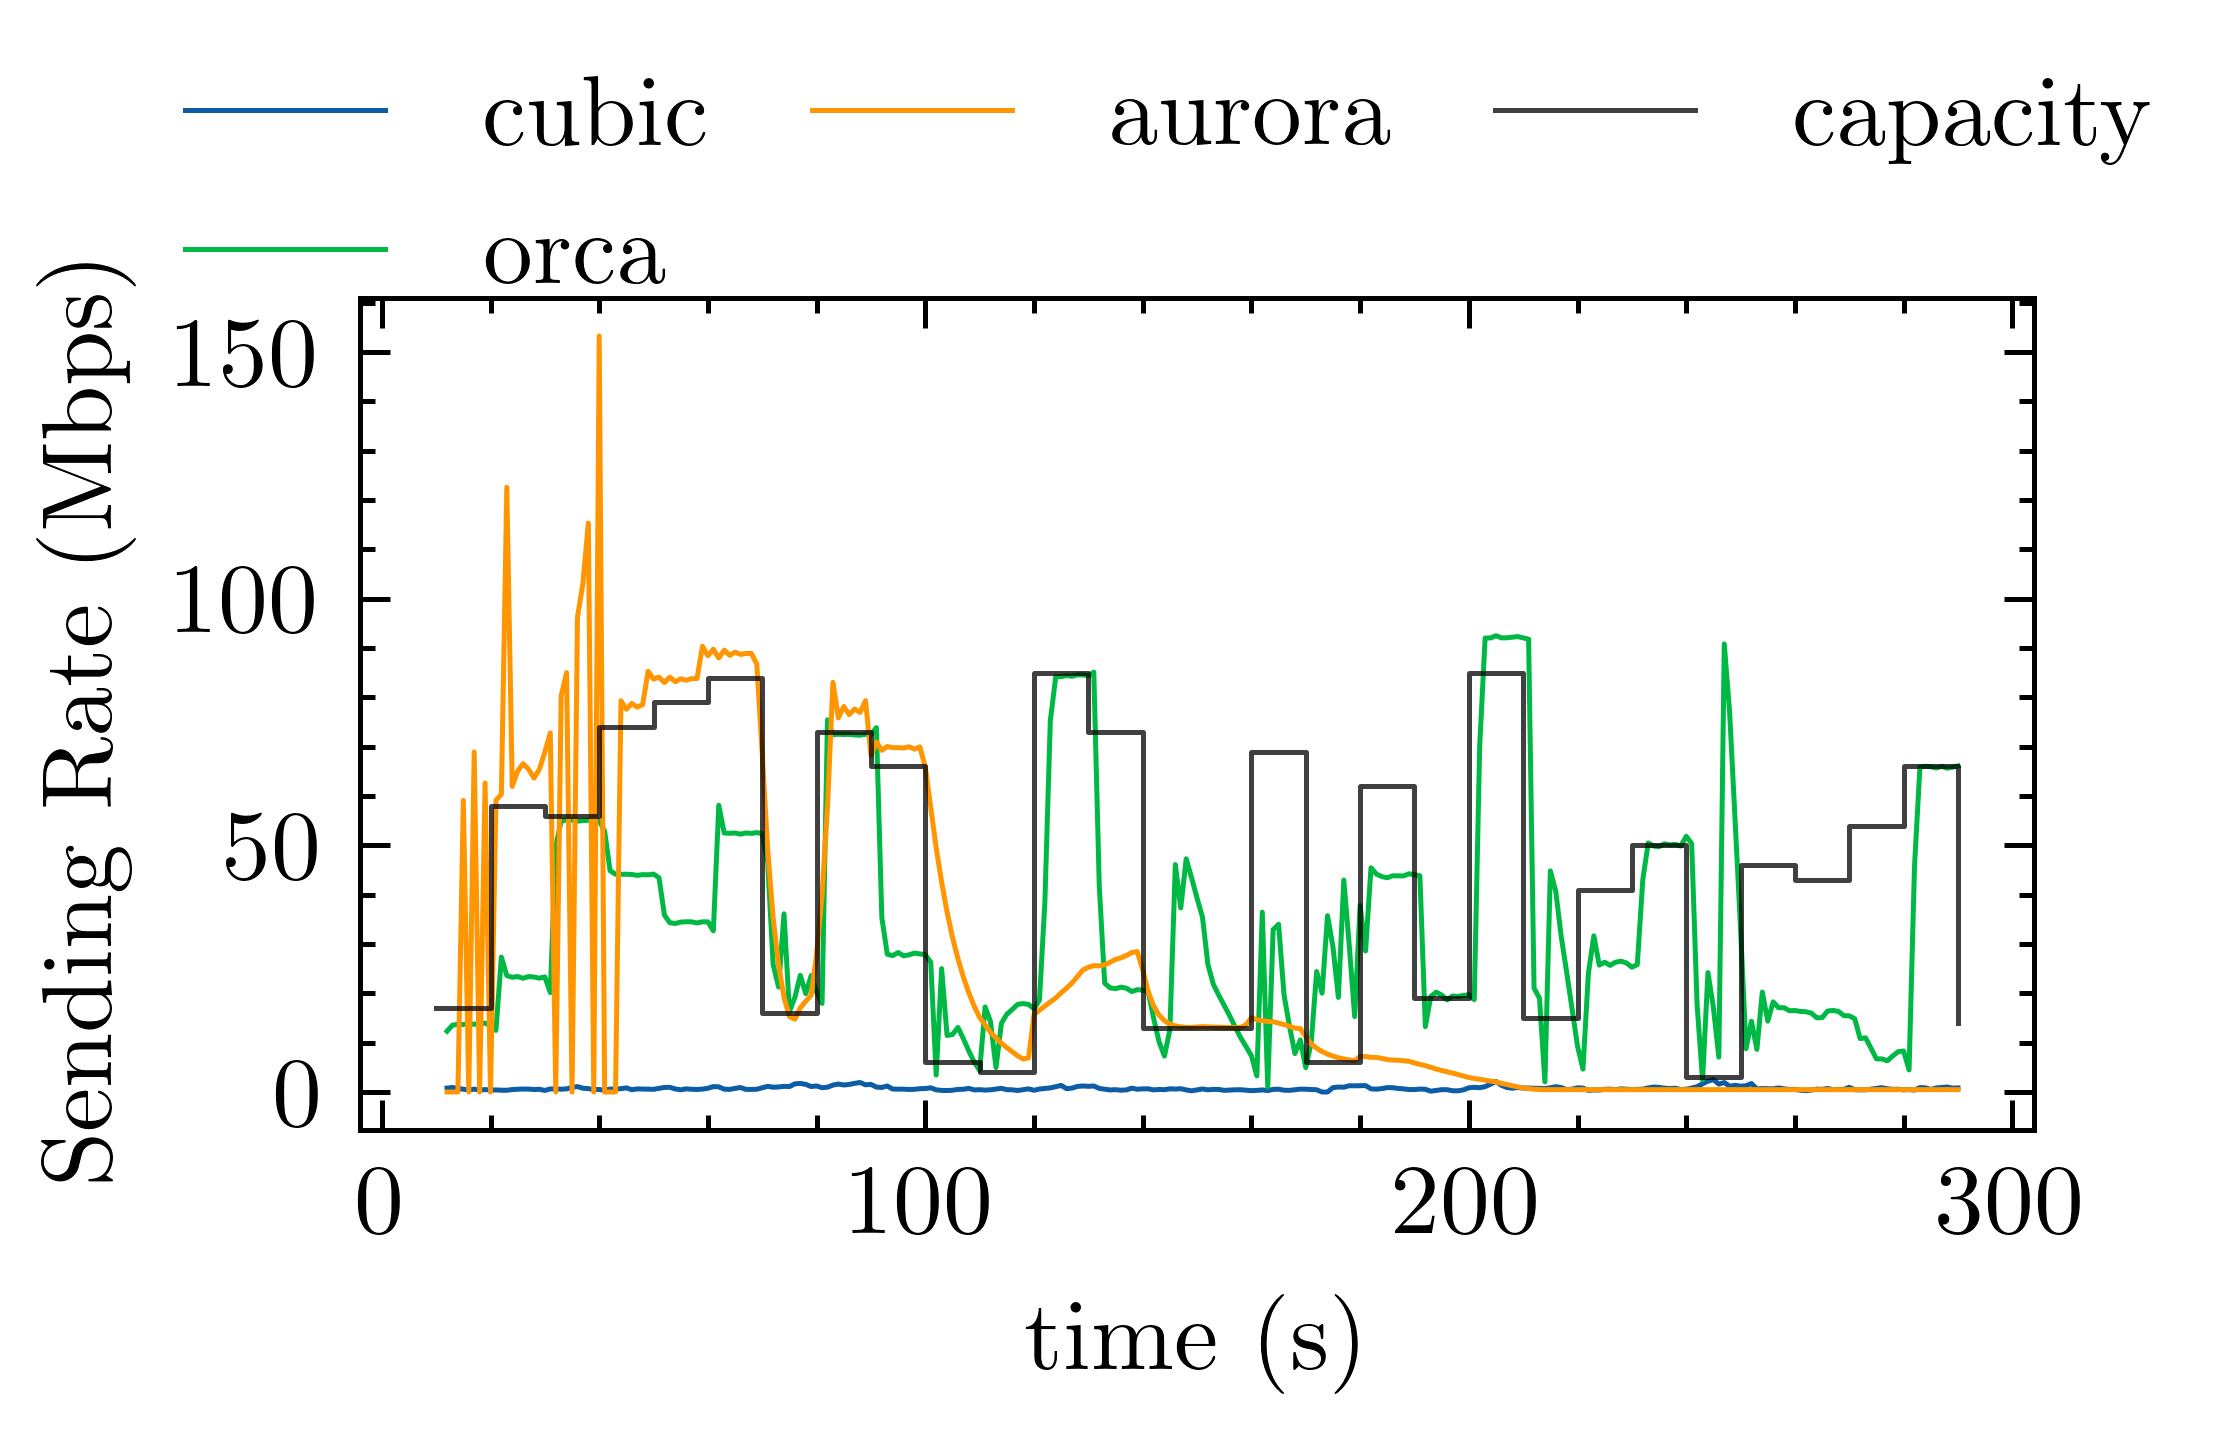 cubic aurora capacity
orca
Sending Rate (Mbps)
150
100
50
0
0 100 200 300
time (s)